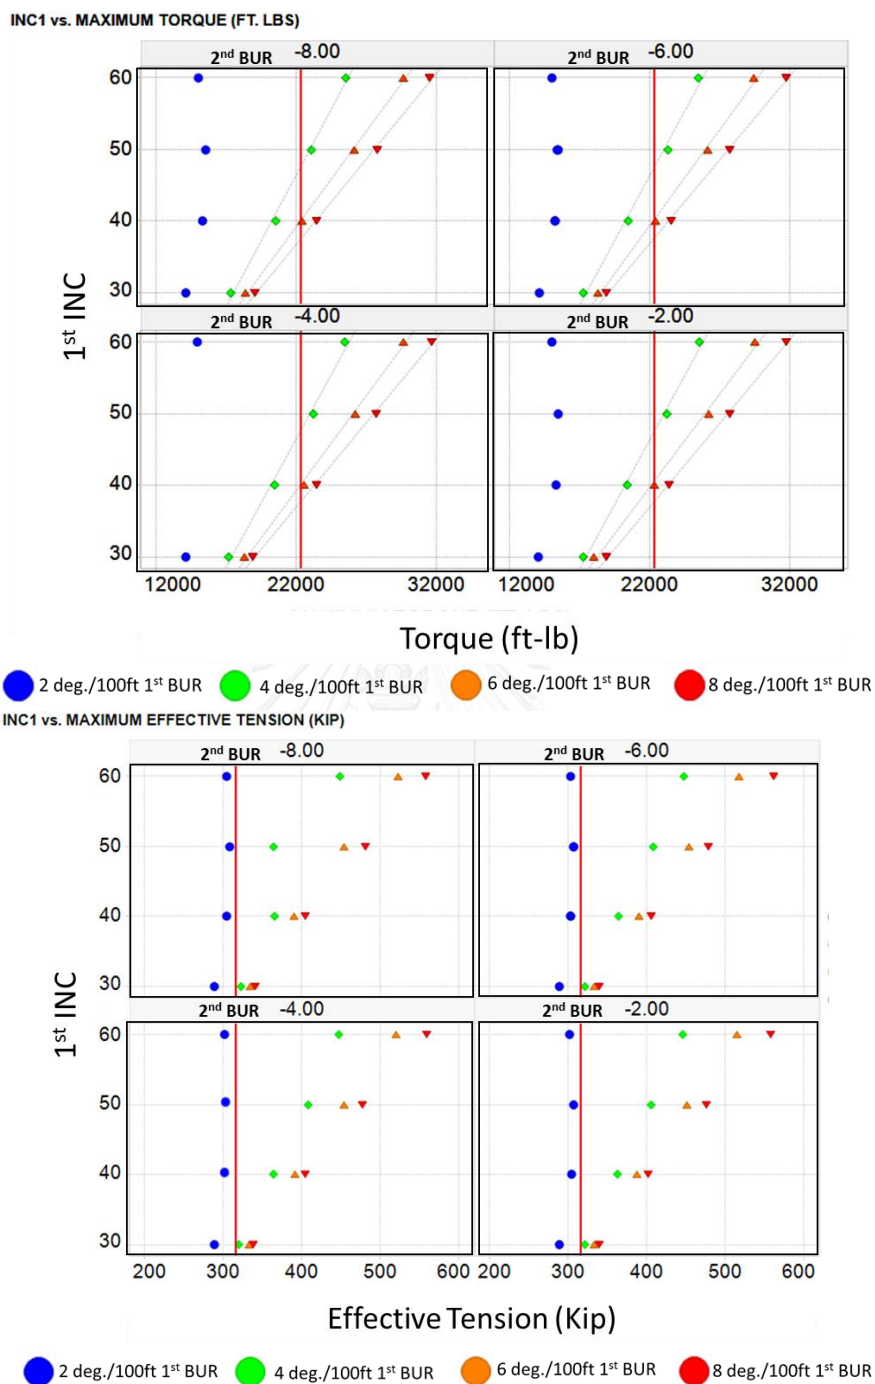 INC1 vs. MAXIMUM TORQUE (FT. LBS)
2nd BUR -8.00
2nd BUR -6.00
60
50
40
30
2nd BUR -4.00
2nd BUR -2.00
60
50
40
30
1st INC
12000 22000 32000 12000 22000 32000
Torque (ft-lb)
2 deg./100ft 1st BUR
4 deg./100ft 1st BUR
6 deg./100ft 1st BUR
8 deg./100ft 1st BUR
INC1 vs. MAXIMUM EFFECTIVE TENSION (KIP)
2nd BUR -8.00
2nd BUR -6.00
60
50
40
30
2nd BUR -4.00
2nd BUR -2.00
60
50
40
30
1st INC
200 300 400 500 600 200 300 400 500 600
Effective Tension (Kip)
2 deg./100ft 1st BUR
4 deg./100ft 1st BUR
6 deg./100ft 1st BUR
8 deg./100ft 1st BUR